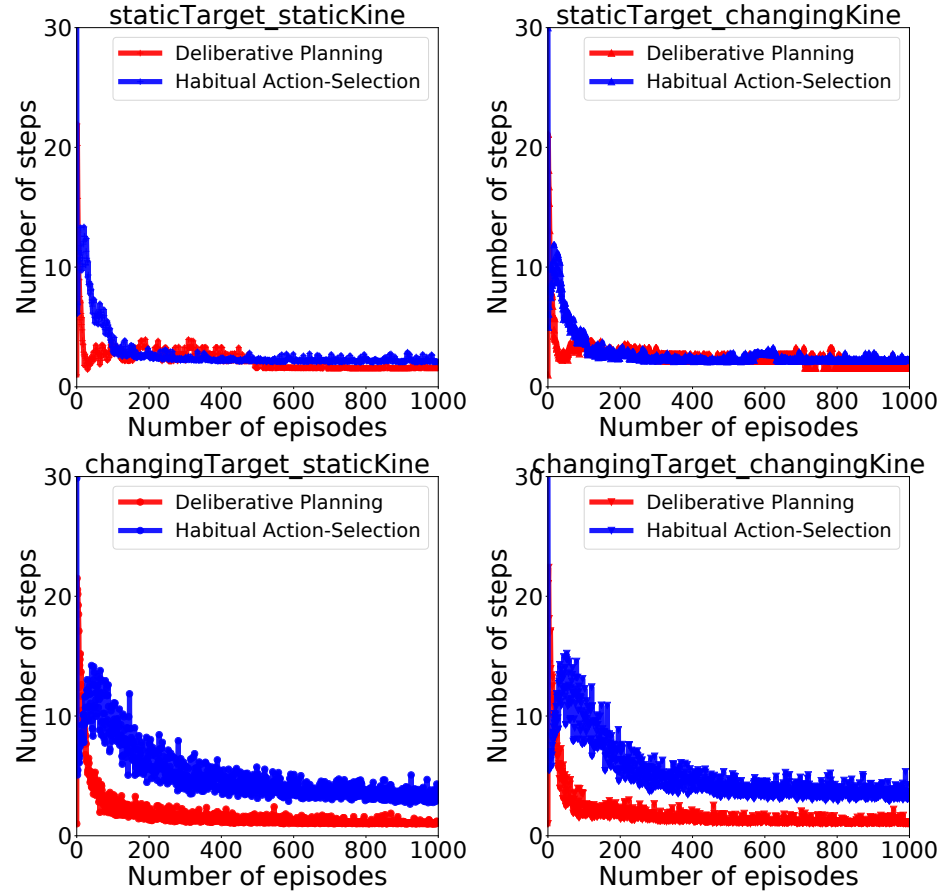 staticTarget_staticKine
30
20
10
0
Number of steps
Deliberative Planning
Habitual Action-Selection
0 200 400 600 800 1000
Number of episodes
staticTarget_changingKine
30
20
10
0
Number of steps
Deliberative Planning
Habitual Action-Selection
0 200 400 600 800 1000
Number of episodes
changingTarget_staticKine
30
20
10
0
Number of steps
Deliberative Planning
Habitual Action-Selection
0 200 400 600 800 1000
Number of episodes
changingTarget_changingKine
30
20
10
0
Number of steps
Deliberative Planning
Habitual Action-Selection
0 200 400 600 800 1000
Number of episodes